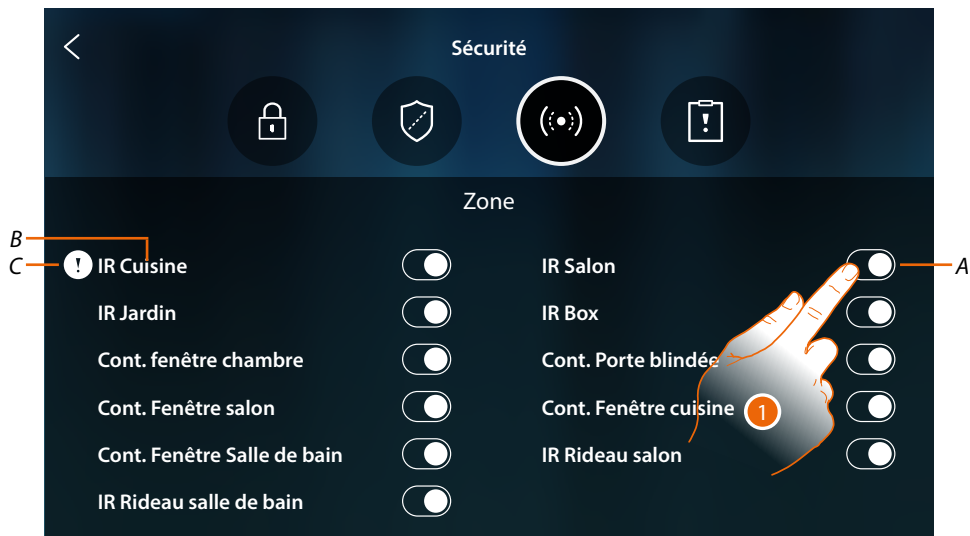 Sécurité
Zone
B
C
! IR Cuisine
IR Salon
A
IR Jardin
IR Box
Cont. fenêtre chambre
Cont. Porte blindée
Cont. Fenêtre salon
Cont. Fenêtre cuisine
1
Cont. Fenêtre Salle de bain
IR Rideau salon
IR Rideau salle de bain